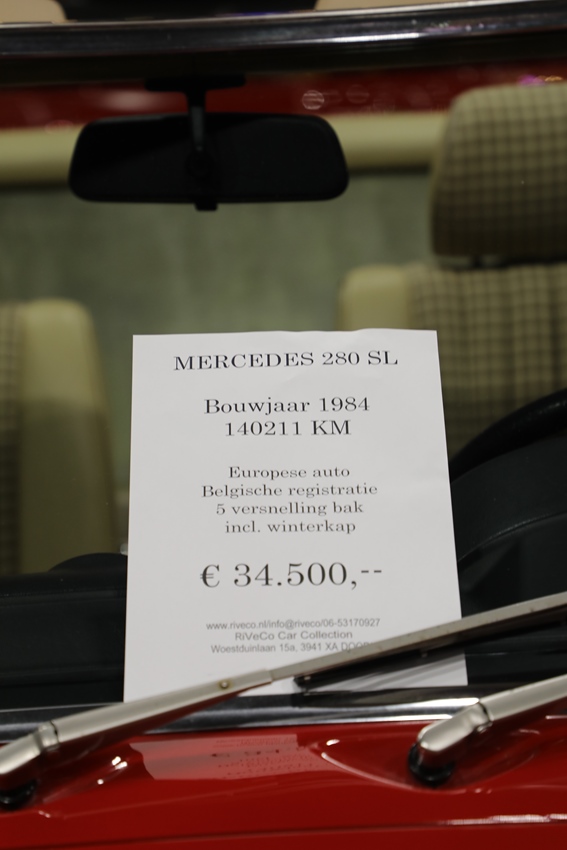 MERCEDES 280 SL
Bouwjaar 1984
140211 KM
Europese auto
Belgische registratie
5 versnelling bak
incl. winterkap
€ 34.500,--
www.riveco.nl/info@riveco/06-53170927
RiVeCo Car Collection
Woestduinlaan 15a, 3941 XA